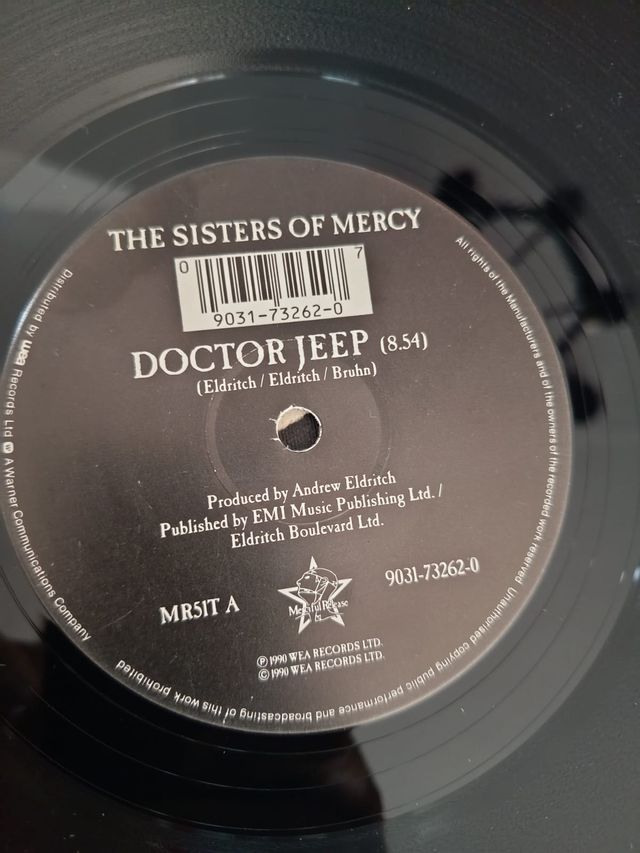 THE SISTERS OF MERCY
0 7
9031-73262-0
DOCTOR JEEP (8.54)
(Eldritch / Eldritch / Bruhn)
Produced by Andrew Eldritch
Published by EMI Music Publishing Ltd. /
Eldritch Boulevard Ltd.
MR51T A
Merciful Release
9031-73262-0
℗ 1990 WEA RECORDS LTD.
© 1990 WEA RECORDS LTD.
All rights of the Manufacturers and of the owners of the recorded work reserved Unauthorised copying public performance and broadcasting of this work prohibited
Distributed by wea Records Ltd A Warner Communications Company